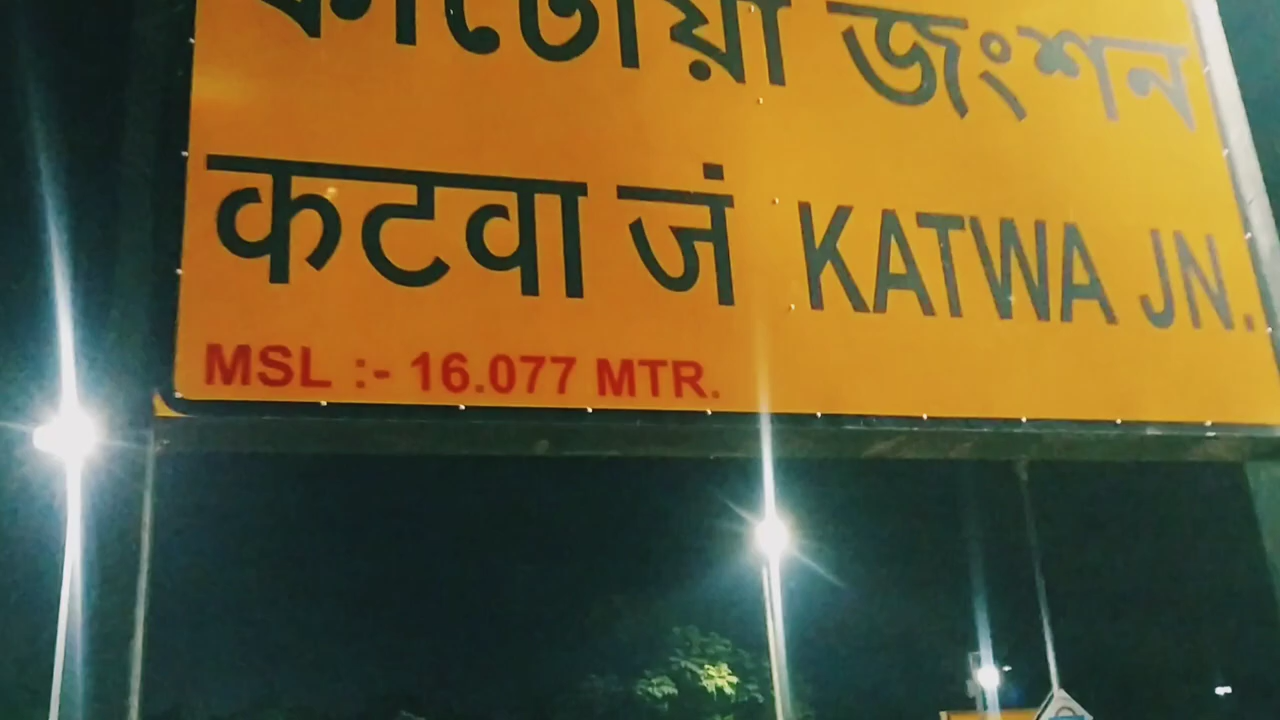 কাটোয়া জংশন
कटवा जं KATWA JN.
MSL :- 16.077 MTR.